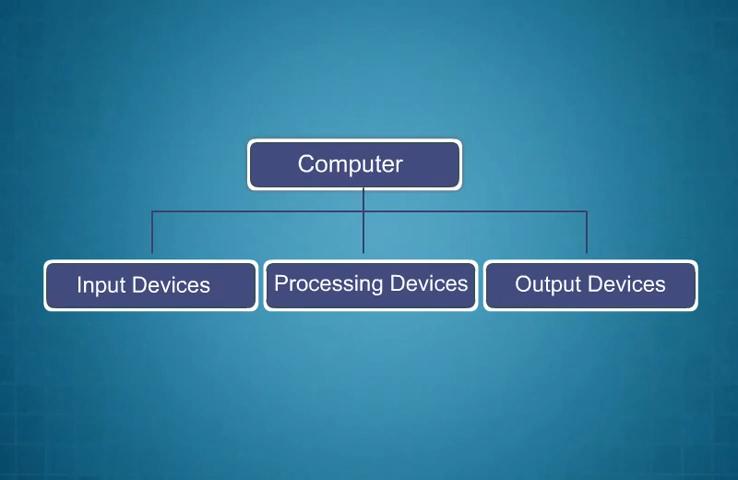 Computer
Input Devices
Processing Devices
Output Devices